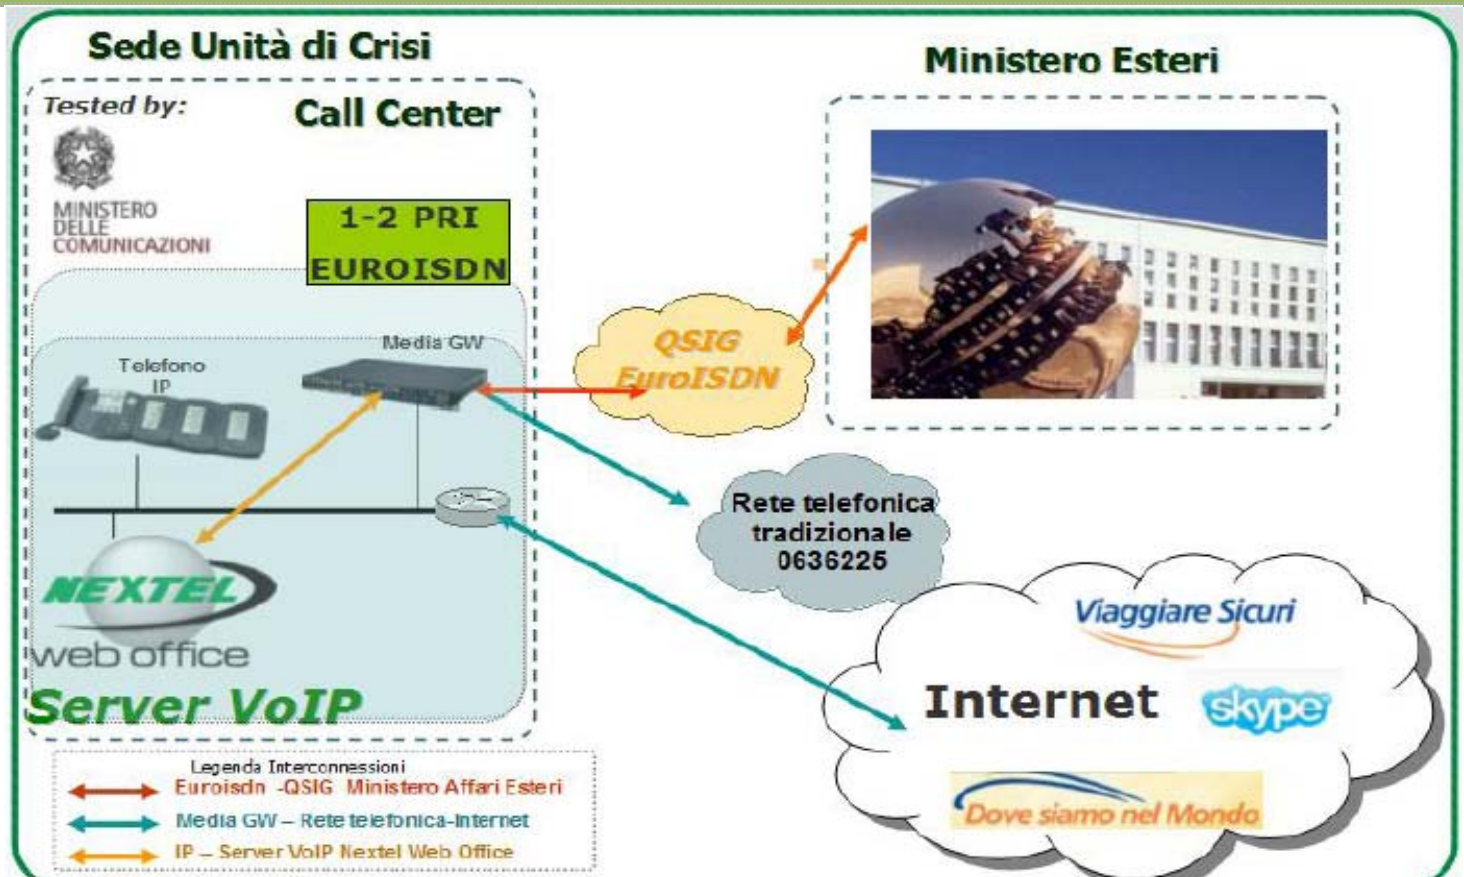 Sede Unità di Crisi
Ministero Esteri
Tested by:
Call Center
MINISTERO
DELLE
COMUNICAZIONI
1-2 PRI
EUROISDN
Media GW
Telefono
IP
QSIG
EuroISDN
Rete telefonica
tradizionale
0636225
NEXTEL
web office
Server VoIP
Viaggiare Sicuri
Internet
skype
Dove siamo nel Mondo
Legenda Interconnessioni
Euroisdn -QSIG Ministero Affari Esteri
Media GW – Rete telefonica-Internet
IP – Server VoIP Nextel Web Office